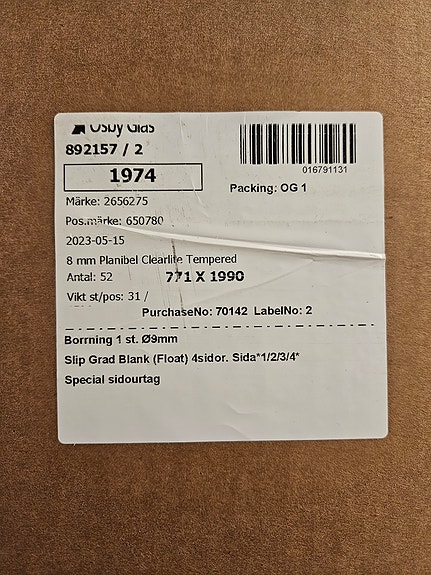 Osby Glas
892157 / 2
016791131
1974
Packing: OG 1
Märke: 2656275
Pos.märke: 650780
2023-05-15
8 mm Planibel Clearlite Tempered
Antal: 52 771 X 1990
Vikt st/pos: 31 /
PurchaseNo: 70142 LabelNo: 2
Borrning 1 st. Ø9mm
Slip Grad Blank (Float) 4sidor. Sida*1/2/3/4*
Special sidourtag